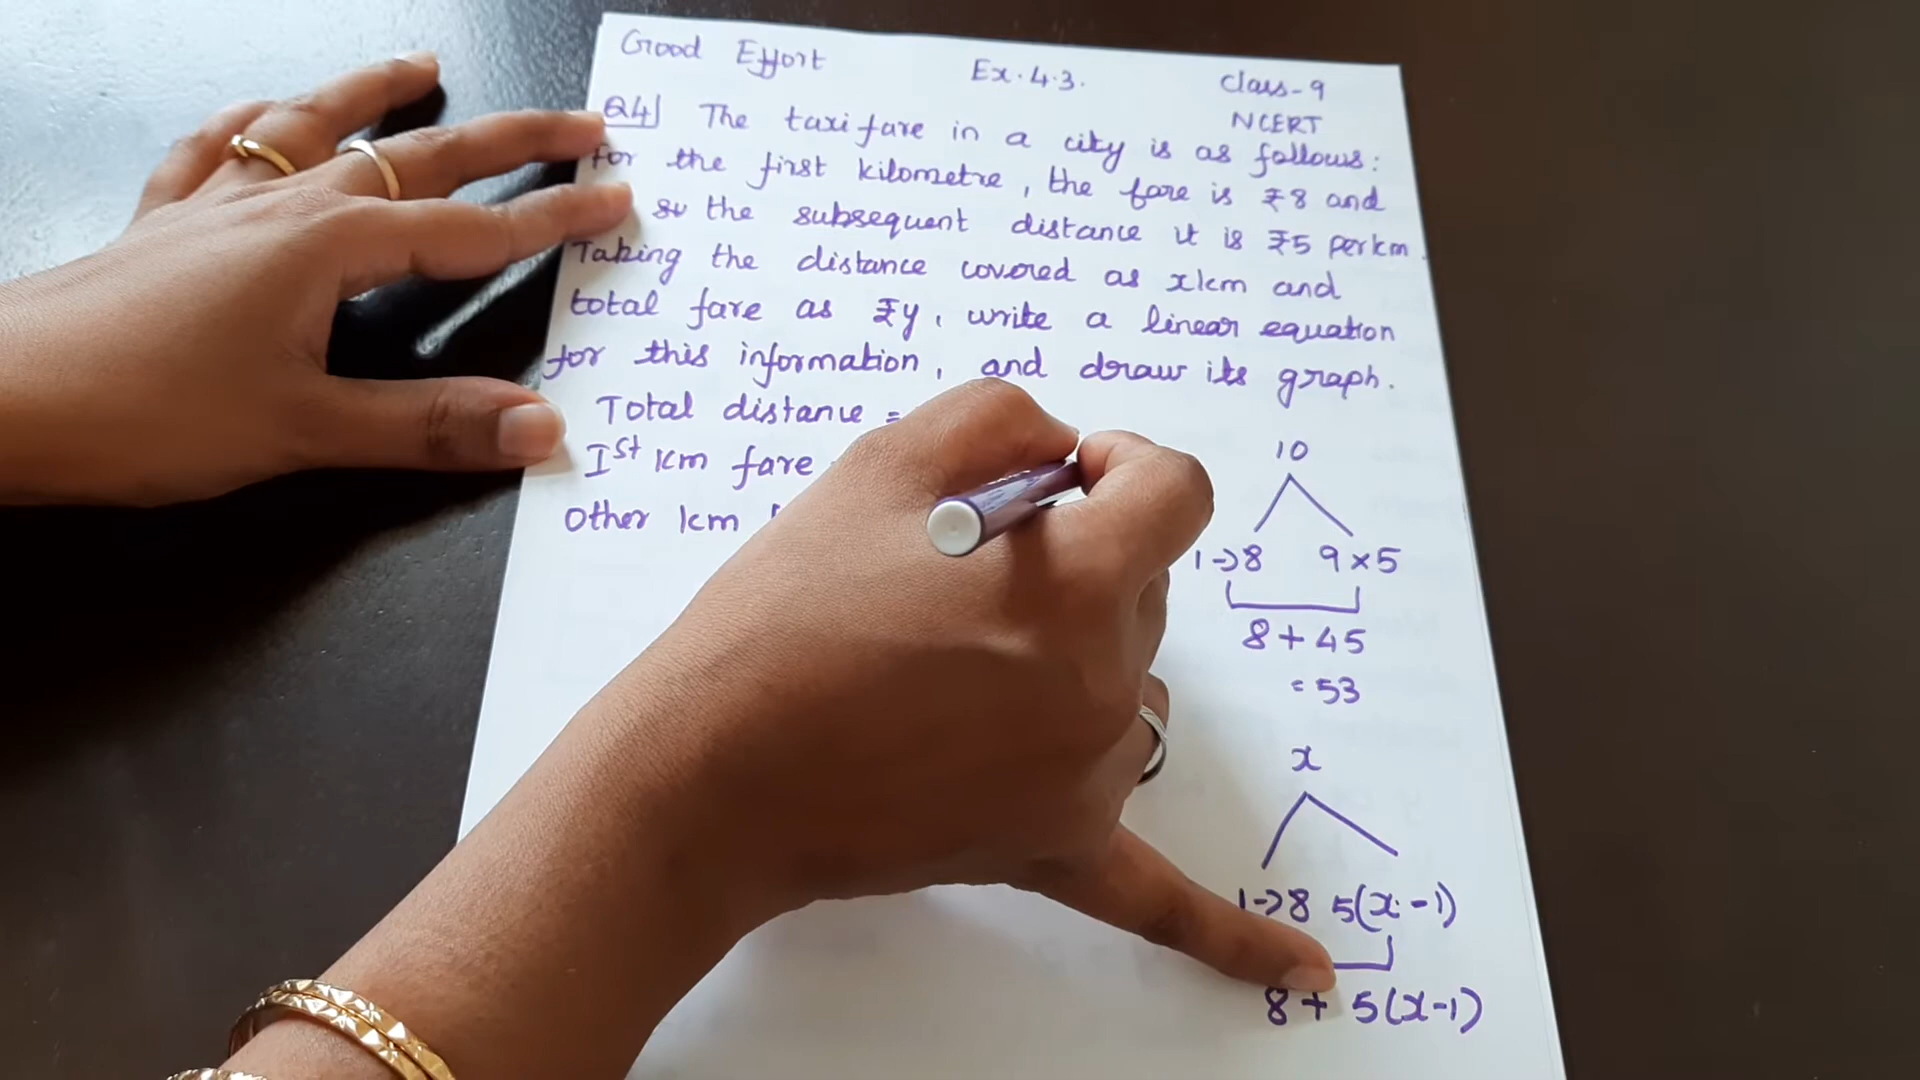 Good Effort Ex. 4.3. Class-9
NCERT
Q4 The taxi fare in a city is as follows:
For the first kilometre, the fare is ₹8 and
the subsequent distance it is ₹5 per km.
Taking the distance covered as x km and
total fare as ₹y, write a linear equation
for this information, and draw its graph.
Total distance =
Ist km fare
Other km
10
1->8 9×5
8+45
=53
x
1->8 5(x-1)
8+ 5(x-1)